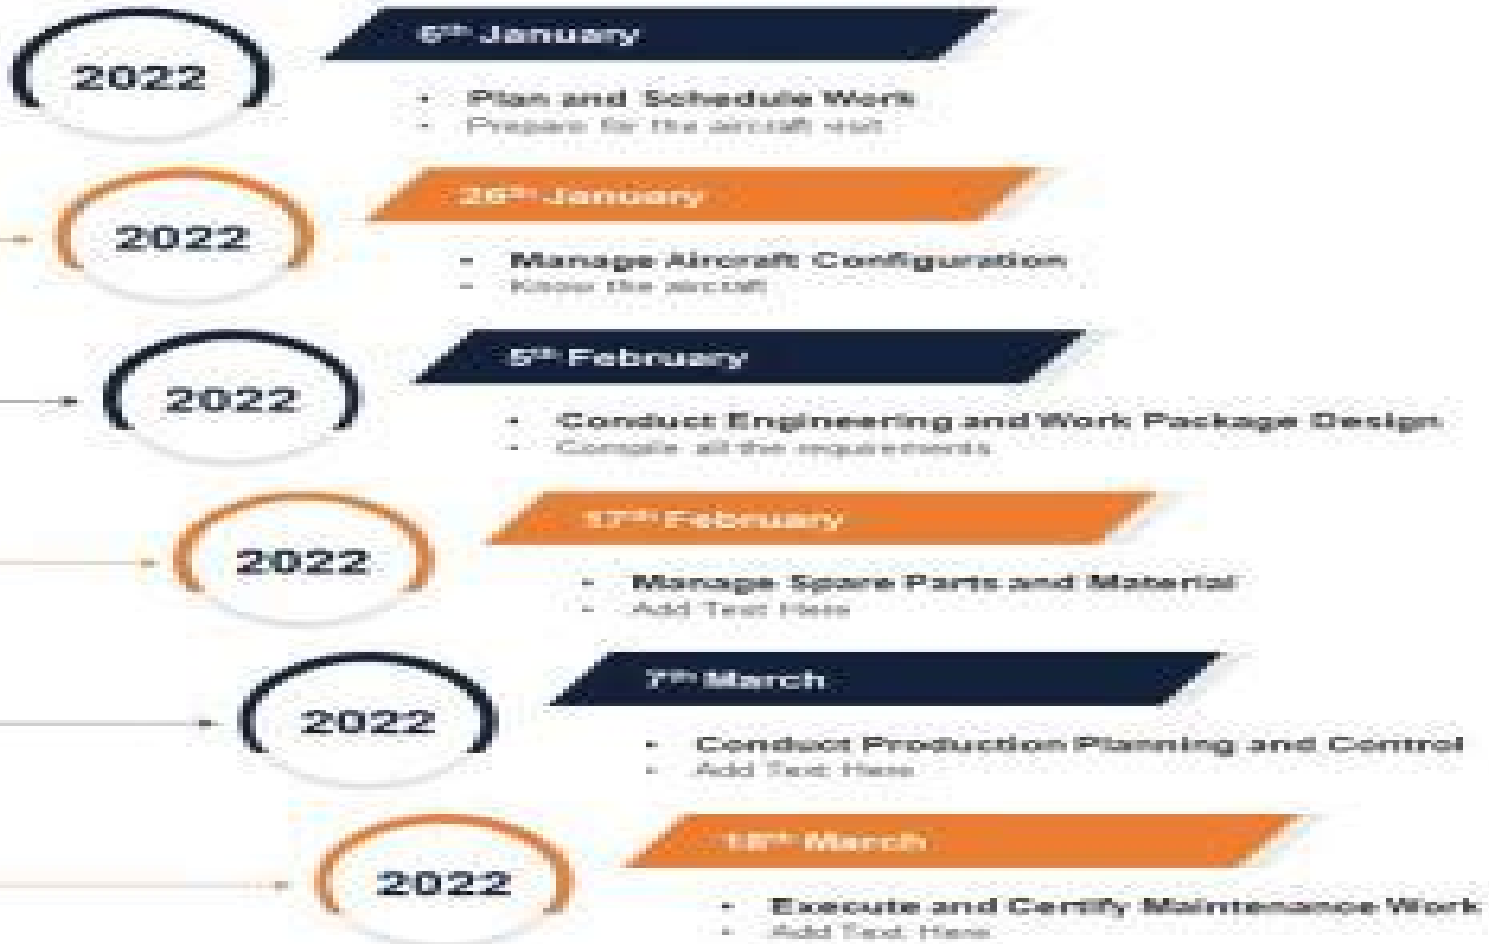 2022
6th January
• Plan and Schedule Work
• Prepare for the aircraft visit
2022
26th January
• Manage Aircraft Configuration
• Know the aircraft
2022
5th February
• Conduct Engineering and Work Package Design
• Compile all the requirements
2022
17th February
• Manage Spare Parts and Material
• Add Text Here
2022
7th March
• Conduct Production Planning and Control
• Add Text Here
2022
18th March
• Execute and Certify Maintenance Work
• Add Text Here